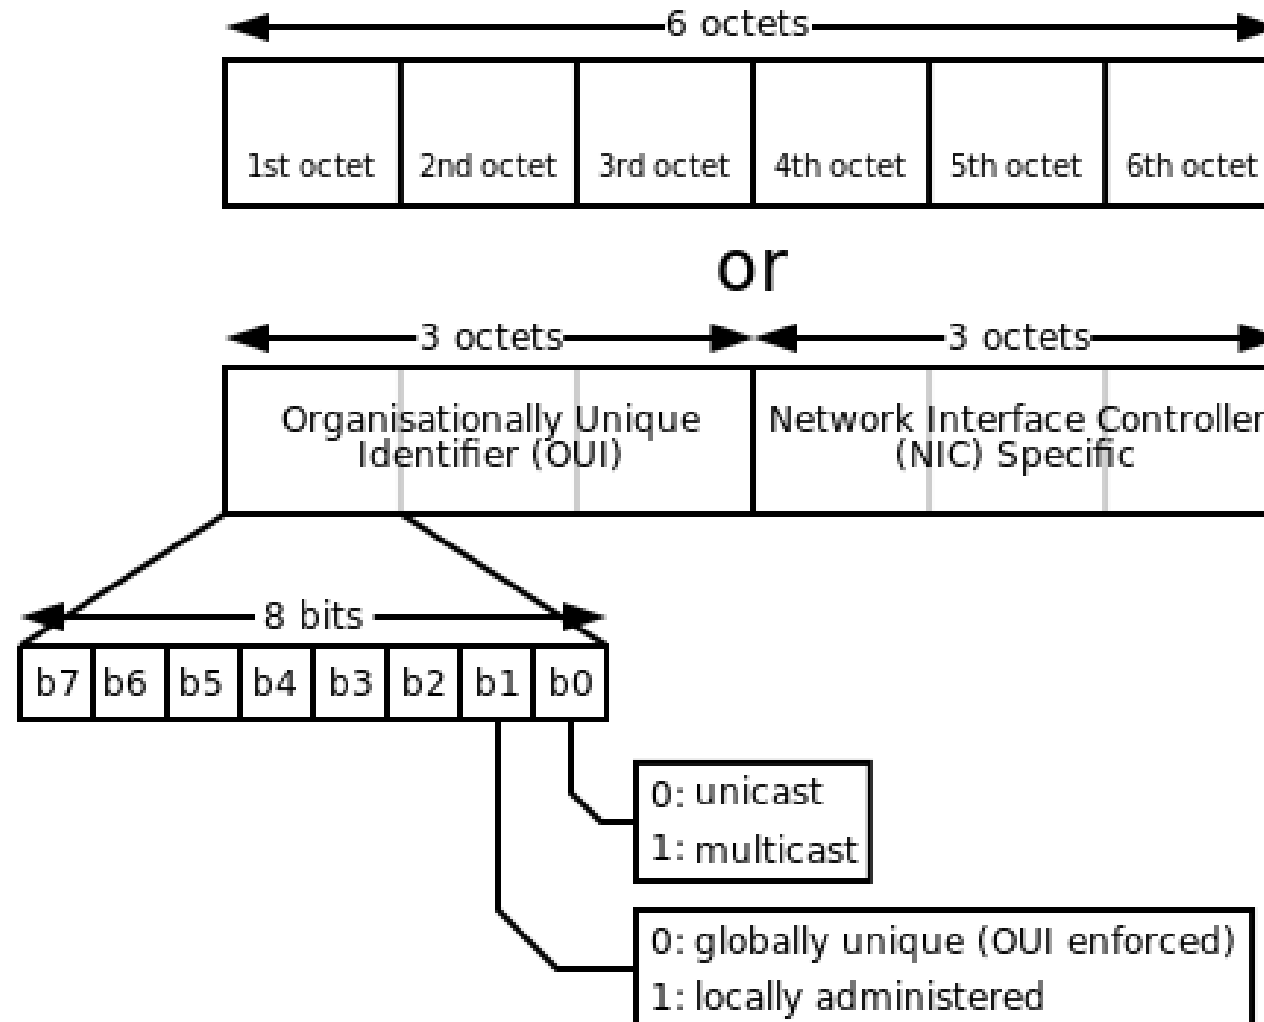 6 octets
1st octet 2nd octet 3rd octet 4th octet 5th octet 6th octet
or
3 octets 3 octets
Organisationally Unique Network Interface Controller
Identifier (OUI) (NIC) Specific
8 bits
b7 b6 b5 b4 b3 b2 b1 b0
0: unicast
1: multicast
0: globally unique (OUI enforced)
1: locally administered